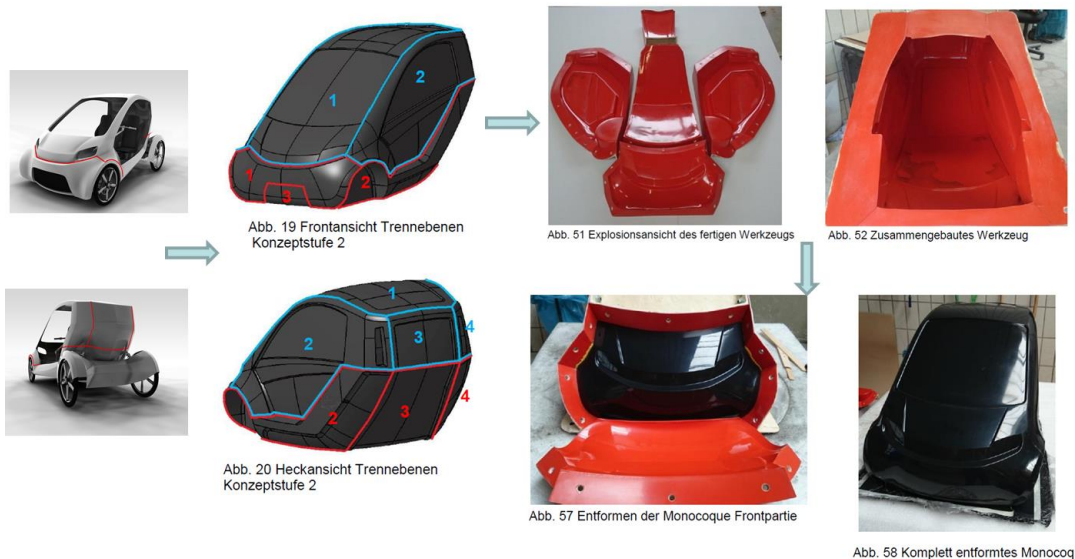 1
2
1
2
3
Abb. 19 Frontansicht Trennebenen
Konzeptstufe 2
1
2
3
4
2
3
4
Abb. 20 Heckansicht Trennebenen
Konzeptstufe 2
Abb. 51 Explosionsansicht des fertigen Werkzeugs
Abb. 52 Zusammengebautes Werkzeug
Abb. 57 Entformen der Monocoque Frontpartie
Abb. 58 Komplett entformtes Monocoq